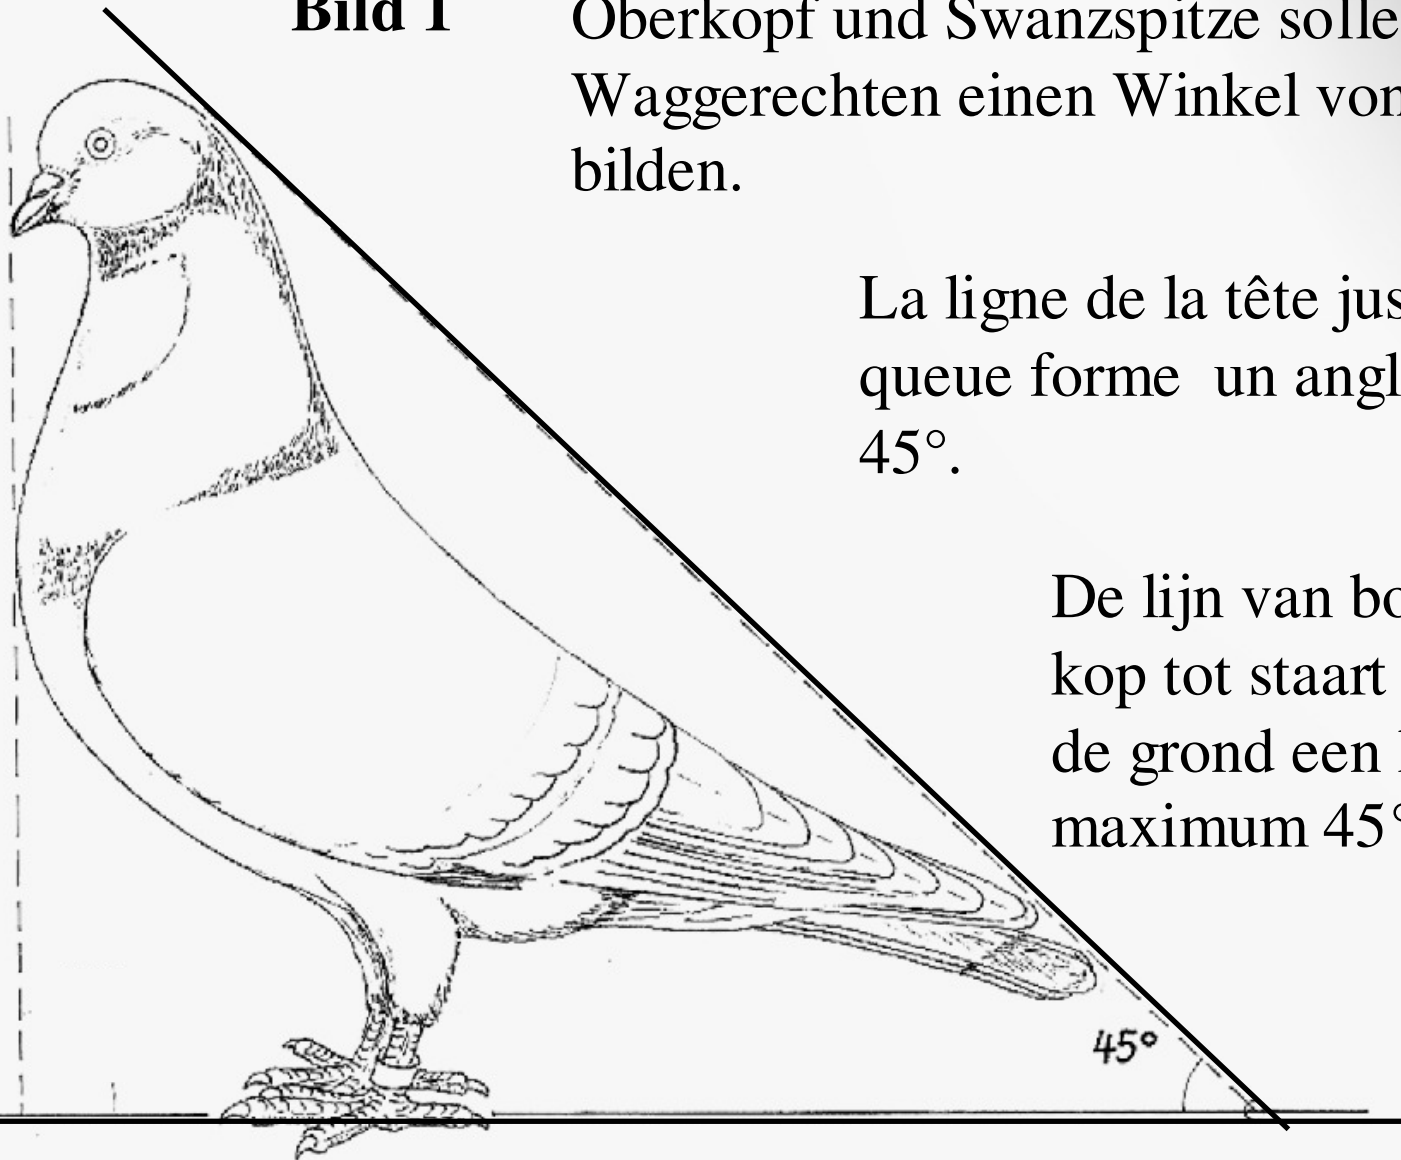 Bild 1
Oberkopf und Swanzspitze solle
Waggerechten einen Winkel von
bilden.
La ligne de la tête jus
queue forme un angl
45°.
De lijn van bo
kop tot staart
de grond een
maximum 45°
45°